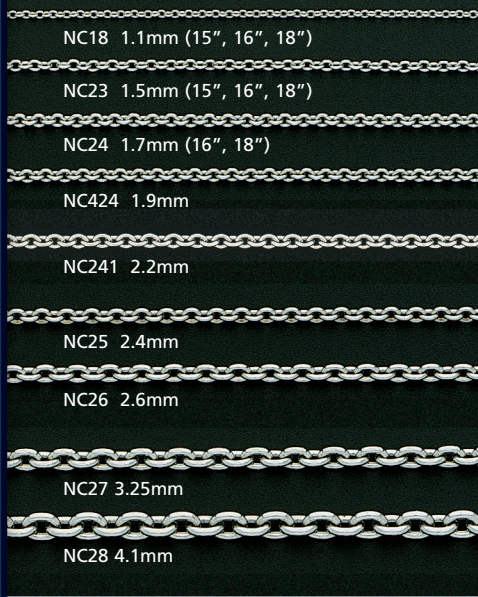 NC18 1.1mm (15”, 16”, 18”)
NC23 1.5mm (15”, 16”, 18”)
NC24 1.7mm (16”, 18”)
NC424 1.9mm
NC241 2.2mm
NC25 2.4mm
NC26 2.6mm
NC27 3.25mm
NC28 4.1mm